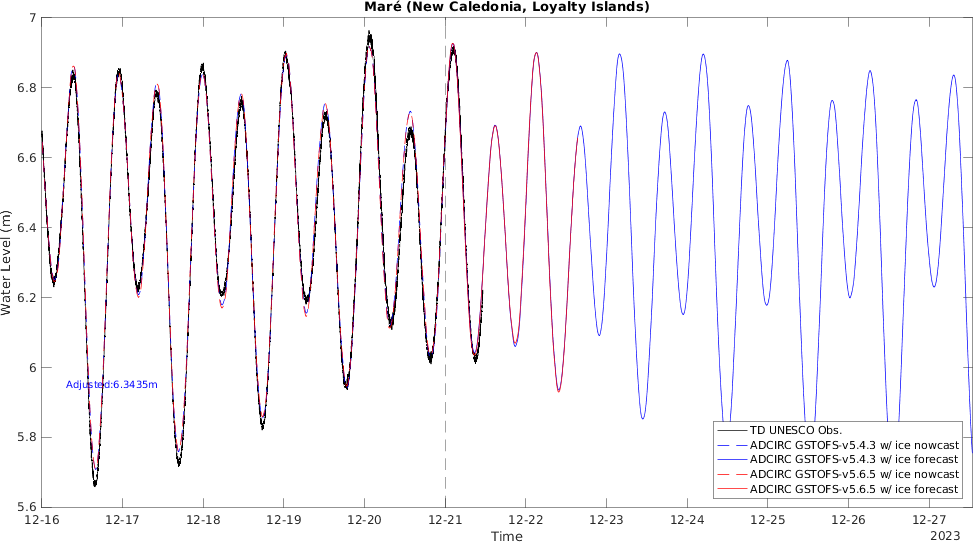 Maré (New Caledonia, Loyalty Islands)
7
6.8
6.6
6.4
6.2
6
5.8
5.6
Water Level (m)
Adjusted:6.3435m
TD UNESCO Obs.
ADCIRC GSTOFS-v5.4.3 w/ ice nowcast
ADCIRC GSTOFS-v5.4.3 w/ ice forecast
ADCIRC GSTOFS-v5.6.5 w/ ice nowcast
ADCIRC GSTOFS-v5.6.5 w/ ice forecast
12-16 12-17 12-18 12-19 12-20 12-21 12-22 12-23 12-24 12-25 12-26 12-27
Time
2023